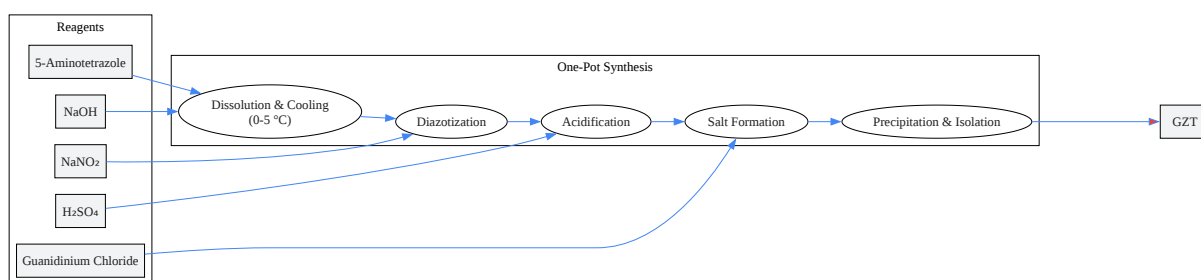 Reagents
5-Aminotetrazole
NaOH
NaNO₂
H₂SO₄
Guanidinium Chloride
One-Pot Synthesis
Dissolution & Cooling
(0-5 °C)
Diazotization
Acidification
Salt Formation
Precipitation & Isolation
GZT